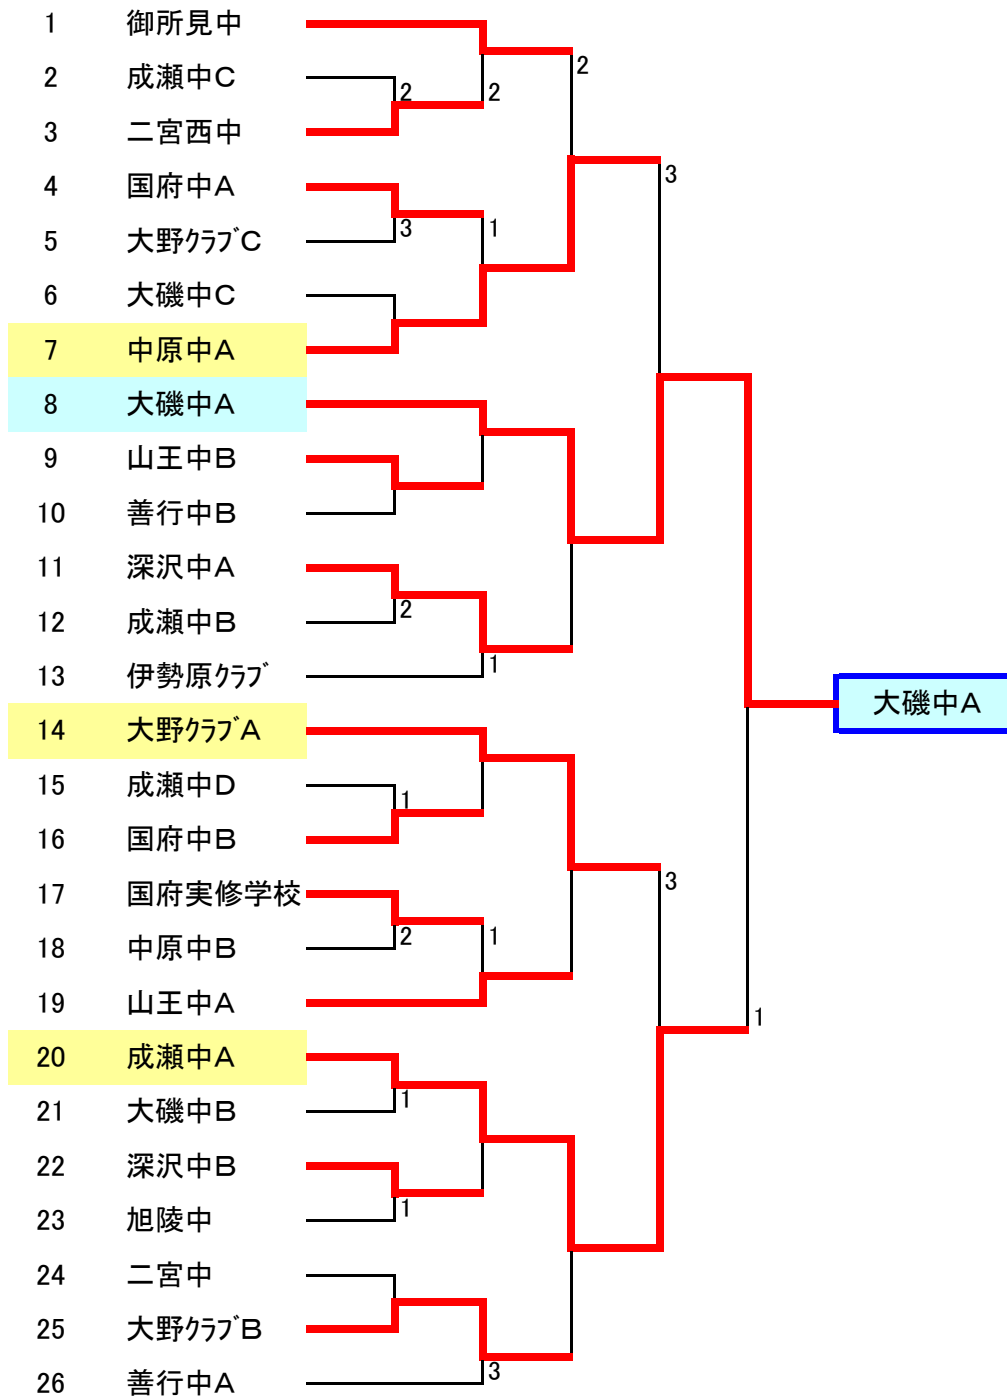 1 御所見中
2
2 成瀬中C
2 2
3 二宮西中
3
4 国府中A
3 1
5 大野ｸﾗﾌﾞC
6 大磯中C
7 中原中A
8 大磯中A
9 山王中B
10 善行中B
11 深沢中A
2
12 成瀬中B
1
13 伊勢原ｸﾗﾌﾞ
大磯中A
14 大野ｸﾗﾌﾞA
15 成瀬中D
1
16 国府中B
3
17 国府実修学校
2 1
18 中原中B
19 山王中A
1
20 成瀬中A
1
21 大磯中B
22 深沢中B
1
23 旭陵中
24 二宮中
25 大野ｸﾗﾌﾞB
3
26 善行中A